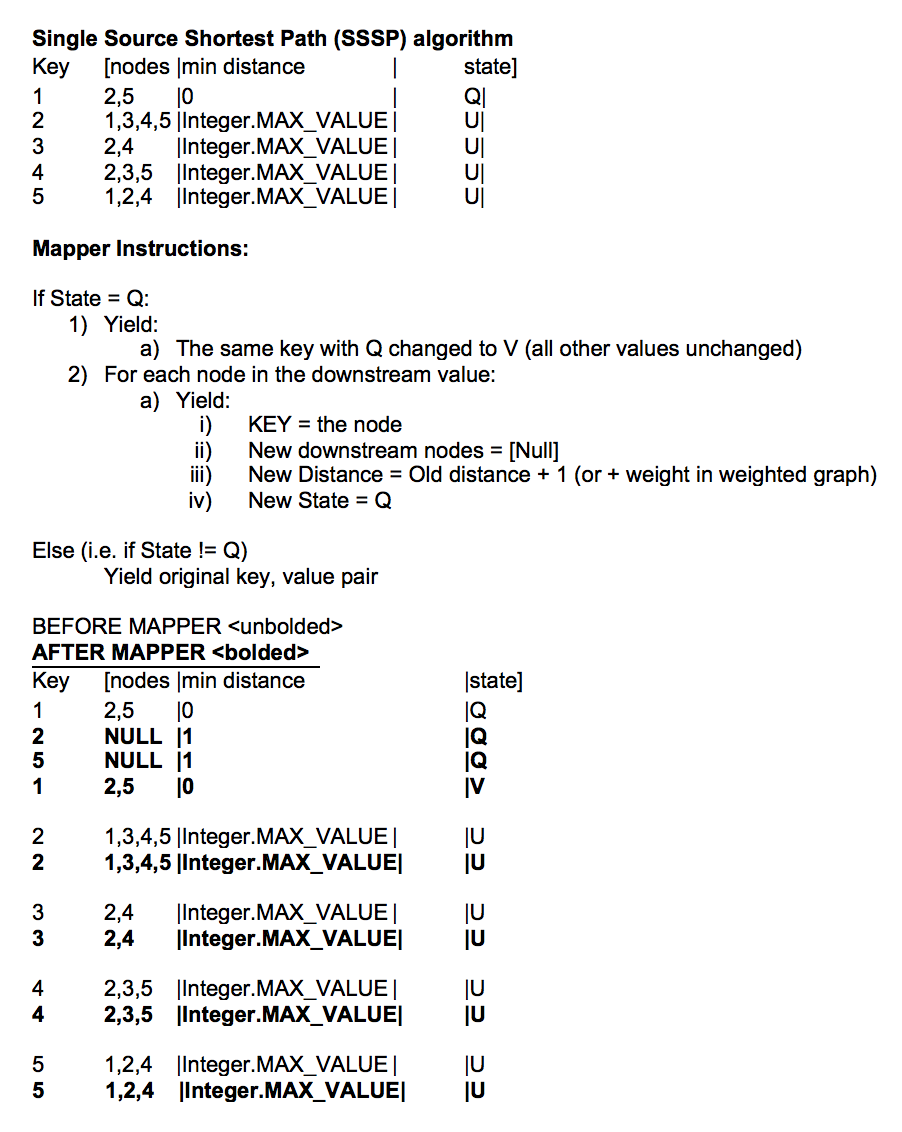 Single Source Shortest Path (SSSP) algorithm
Key [nodes |min distance | state]
1 2,5 |0 | Q|
2 1,3,4,5 |Integer.MAX_VALUE | U|
3 2,4 |Integer.MAX_VALUE | U|
4 2,3,5 |Integer.MAX_VALUE | U|
5 1,2,4 |Integer.MAX_VALUE | U|
Mapper Instructions:
If State = Q:
1) Yield:
a) The same key with Q changed to V (all other values unchanged)
2) For each node in the downstream value:
a) Yield:
i) KEY = the node
ii) New downstream nodes = [Null]
iii) New Distance = Old distance + 1 (or + weight in weighted graph)
iv) New State = Q
Else (i.e. if State != Q)
Yield original key, value pair
BEFORE MAPPER <unbolded>
AFTER MAPPER <bolded>
Key [nodes |min distance |state]
1 2,5 |0 |Q
2 NULL |1 |Q
5 NULL |1 |Q
1 2,5 |0 |V
2 1,3,4,5 |Integer.MAX_VALUE | |U
2 1,3,4,5 |Integer.MAX_VALUE| |U
3 2,4 |Integer.MAX_VALUE | |U
3 2,4 |Integer.MAX_VALUE| |U
4 2,3,5 |Integer.MAX_VALUE | |U
4 2,3,5 |Integer.MAX_VALUE| |U
5 1,2,4 |Integer.MAX_VALUE | |U
5 1,2,4 |Integer.MAX_VALUE| |U